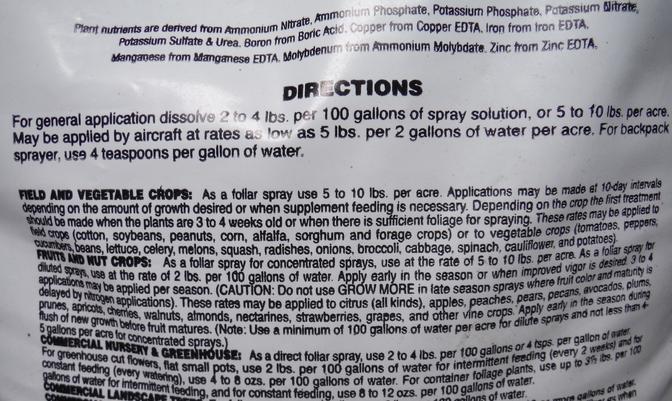 Plant nutrients are derived from Ammonium Nitrate, Ammonium Phosphate, Potassium Phosphate, Potassium Nitrate,
Potassium Sulfate & Urea. Boron from Boric Acid. Copper from Copper EDTA. Iron from Iron EDTA.
Manganese from Manganese EDTA. Molybdenum from Ammonium Molybdate. Zinc from Zinc EDTA.
DIRECTIONS
For general application dissolve 2 to 4 lbs. per 100 gallons of spray solution, or 5 to 10 lbs. per acre.
May be applied by aircraft at rates as low as 5 lbs. per 2 gallons of water per acre. For backpack
sprayer, use 4 teaspoons per gallon of water.
FIELD AND VEGETABLE CROPS: As a foliar spray use 5 to 10 lbs. per acre. Applications may be made at 10-day intervals
depending on the amount of growth desired or when supplement feeding is necessary. Depending on the crop the first treatment
should be made when the plants are 3 to 4 weeks old or when there is sufficient foliage for spraying. These rates may be applied to
field crops (cotton, soybeans, peanuts, corn, alfalfa, sorghum and forage crops) or to vegetable crops (tomatoes, peppers,
cucumbers, beans, lettuce, celery, melons, squash, radishes, onions, broccoli, cabbage, spinach, cauliflower, and potatoes).
FRUITS AND NUT CROPS: As a foliar spray for concentrated sprays, use at the rate of 5 to 10 lbs. per acre. As a foliar spray for
diluted sprays, use at the rate of 2 lbs. per 100 gallons of water. Apply early in the season or when improved vigor is desired. 3 to 4
applications may be applied per season. (CAUTION: Do not use GROW MORE in late season sprays where fruit color and maturity is
delayed by nitrogen applications). These rates may be applied to citrus (all kinds), apples, peaches, pears, pecans, avocados, plums,
prunes, apricots, cherries, walnuts, almonds, nectarines, strawberries, grapes, and other vine crops. Apply early in the season during
flush of new growth before fruit matures. (Note: Use a minimum of 100 gallons of water per acre for dilute sprays and not less than 4-
5 gallons per acre for concentrated sprays.)
COMMERCIAL NURSERY & GREENHOUSE: As a direct foliar spray, use 2 to 4 lbs. per 100 gallons or 4 tsps. per gallon of water.
For greenhouse cut flowers, flat small pots, use 2 lbs. per 100 gallons of water for intermittent feeding (every 2 weeks) and for
constant feeding (every watering), use 4 to 8 ozs. per 100 gallons of water. For container foliage plants, use up to 3½ lbs. per 100
gallons of water for intermittent feeding, and for constant feeding, use 8 to 12 ozs. per 100 gallons of water.
COMMERCIAL LANDSCAPE gallons of water